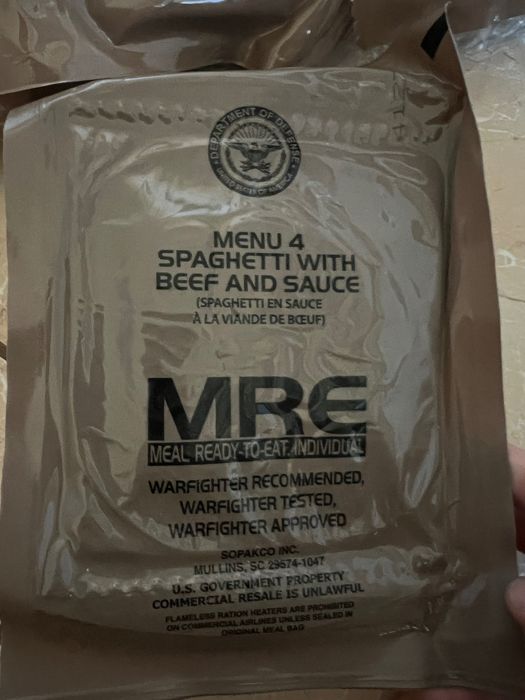 DEPARTMENT OF DEFENSE
UNITED STATES OF AMERICA
MENU 4
SPAGHETTI WITH
BEEF AND SAUCE
(SPAGHETTI EN SAUCE
À LA VIANDE DE BŒUF)
MRE
MEAL READY-TO-EAT, INDIVIDUAL
WARFIGHTER RECOMMENDED,
WARFIGHTER TESTED,
WARFIGHTER APPROVED
SOPAKCO INC.
MULLINS, SC 29574-1047
U.S. GOVERNMENT PROPERTY
COMMERCIAL RESALE IS UNLAWFUL
FLAMELESS RATION HEATERS ARE PROHIBITED
ON COMMERCIAL AIRLINES UNLESS SEALED IN
ORIGINAL MEAL BAG